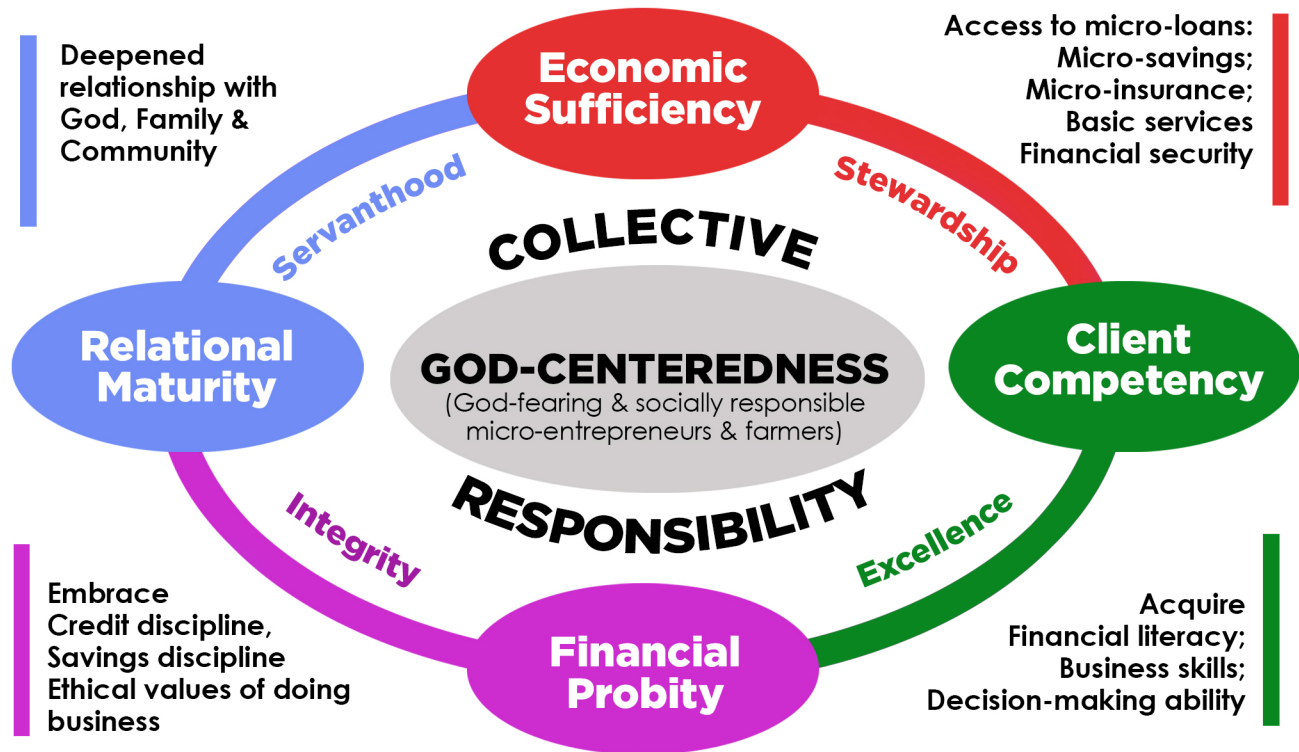 Deepened
relationship with
God, Family &
Community
Economic
Sufficiency
Access to micro-loans:
Micro-savings;
Micro-insurance;
Basic services
Financial security
Servanthood
Stewardship
COLLECTIVE
Relational
Maturity
GOD-CENTEREDNESS
(God-fearing & socially responsible
micro-entrepreneurs & farmers)
Client
Competency
RESPONSIBILITY
Integrity
Excellence
Embrace
Credit discipline,
Savings discipline
Ethical values of doing
business
Financial
Probity
Acquire
Financial literacy;
Business skills;
Decision-making ability